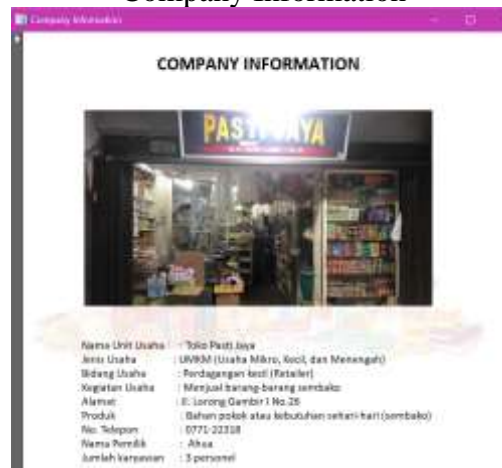 Company Information
Company Information
COMPANY INFORMATION
PASTI JAYA
Nama Unit Usaha : Toko Pasti Jaya
Jenis Usaha : UMKM (Usaha Mikro, Kecil, dan Menengah)
Bidang Usaha : Perdagangan kecil (Retailer)
Kegiatan Usaha : Menjual barang-barang sembako
Alamat : Jl. Lorong Gambir I No.26
Produk : Bahan pokok atau kebutuhan sehari-hari (sembako)
No. Telepon : 0771-22318
Nama Pemilik : Ahua
Jumlah karyawan : 3 personel